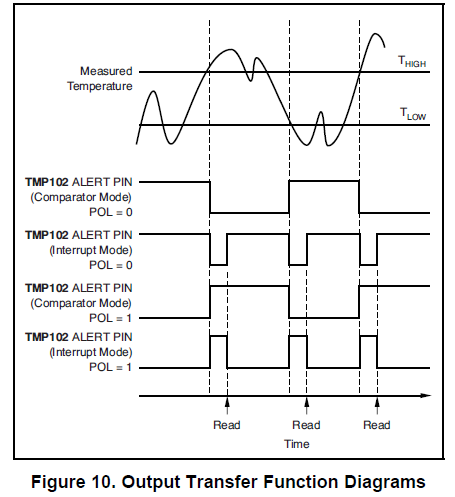 Measured
Temperature
THIGH
TLOW
TMP102 ALERT PIN
(Comparator Mode)
POL = 0
TMP102 ALERT PIN
(Interrupt Mode)
POL = 0
TMP102 ALERT PIN
(Comparator Mode)
POL = 1
TMP102 ALERT PIN
(Interrupt Mode)
POL = 1
Read Read Read
Time
Figure 10. Output Transfer Function Diagrams